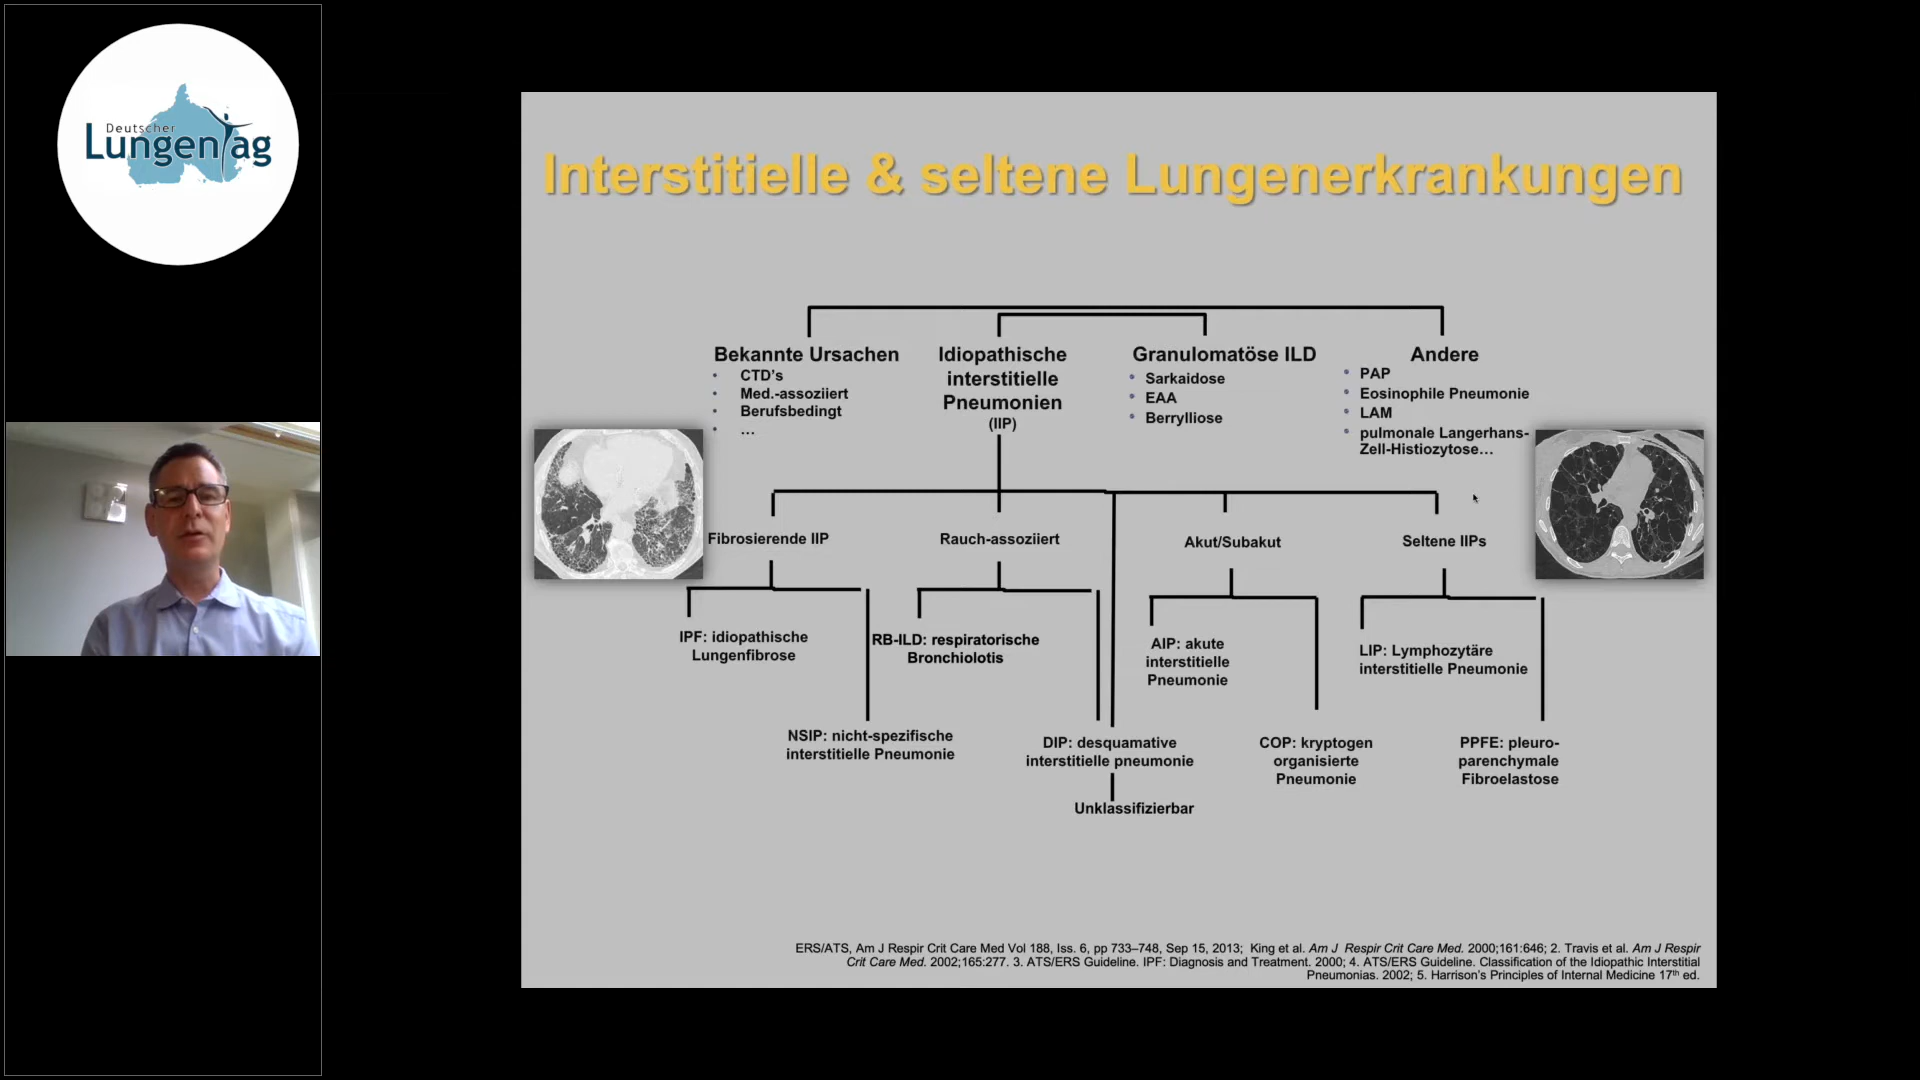 Deutscher
Lungentag
Interstitielle & seltene Lungenerkrankungen
Bekannte Ursachen
• CTD's
• Med.-assoziiert
• Berufsbedingt
• …
Idiopathische
interstitielle
Pneumonien
(IIP)
Granulomatöse ILD
• Sarkaidose
• EAA
• Berrylliose
Andere
• PAP
• Eosinophile Pneumonie
• LAM
• pulmonale Langerhans-
Zell-Histiozytose…
Fibrosierende IIP
Rauch-assoziiert
Akut/Subakut
Seltene IIPs
IPF: idiopathische
Lungenfibrose
RB-ILD: respiratorische
Bronchiolotis
AIP: akute
interstitielle
Pneumonie
LIP: Lymphozytäre
interstitielle Pneumonie
NSIP: nicht-spezifische
interstitielle Pneumonie
DIP: desquamative
interstitielle pneumonie
COP: kryptogen
organisierte
Pneumonie
PPFE: pleuro-
parenchymale
Fibroelastose
Unklassifizierbar
ERS/ATS, Am J Respir Crit Care Med Vol 188, Iss. 6, pp 733–748, Sep 15, 2013; King et al. Am J Respir Crit Care Med. 2000;161:646; 2. Travis et al. Am J Respir
Crit Care Med. 2002;165:277. 3. ATS/ERS Guideline. IPF: Diagnosis and Treatment. 2000; 4. ATS/ERS Guideline. Classification of the Idiopathic Interstitial
Pneumonias. 2002; 5. Harrison's Principles of Internal Medicine 17th ed.